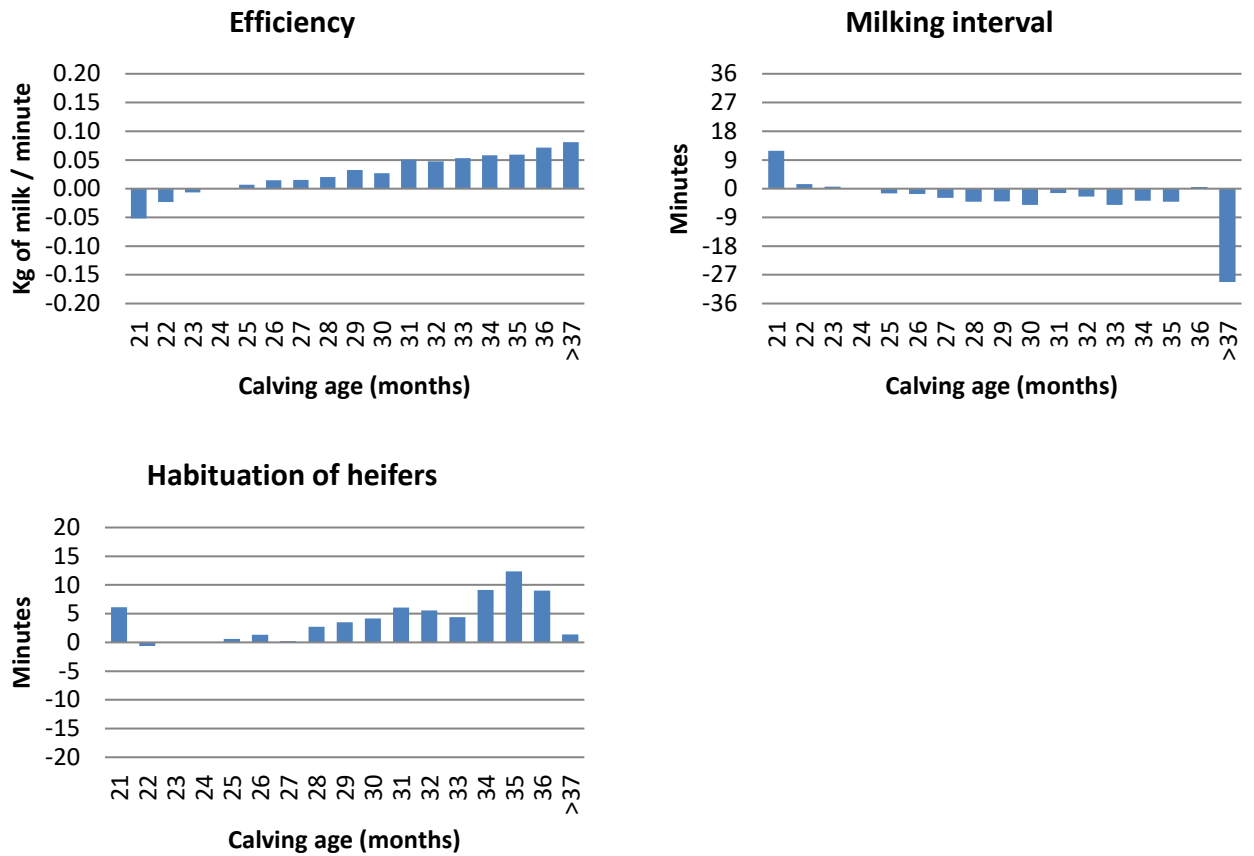 Efficiency
Kg of milk / minute
0.20
0.15
0.10
0.05
0.00
-0.05
-0.10
-0.15
-0.20
21 22 23 24 25 26 27 28 29 30 31 32 33 34 35 36 >37
Calving age (months)
Milking interval
Minutes
36
27
18
9
0
-9
-18
-27
-36
21 22 23 24 25 26 27 28 29 30 31 32 33 34 35 36 >37
Calving age (months)
Habituation of heifers
Minutes
20
15
10
5
0
-5
-10
-15
-20
21 22 23 24 25 26 27 28 29 30 31 32 33 34 35 36 >37
Calving age (months)